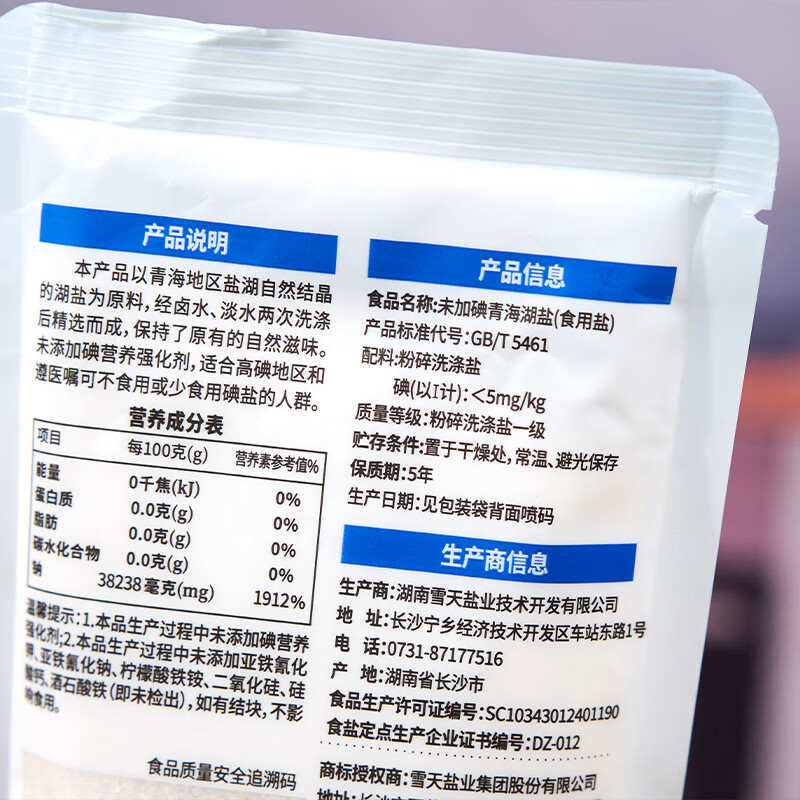 产品说明
本产品以青海地区盐湖自然结晶
的湖盐为原料，经卤水、淡水两次洗涤
后精选而成，保持了原有的自然滋味。
未添加碘营养强化剂，适合高碘地区和
遵医嘱可不食用或少食用碘盐的人群。
营养成分表
项目 每100克(g) 营养素参考值%
能量 0千焦(kJ) 0%
蛋白质 0.0克(g) 0%
脂肪 0.0克(g) 0%
碳水化合物 0.0克(g) 0%
钠 38238毫克(mg) 1912%
温馨提示：1.本品生产过程中未添加碘营养
强化剂；2.本品生产过程中未添加亚铁氰化
钾、亚铁氰化钠、柠檬酸铁铵、二氧化硅、硅
酸钙、酒石酸铁（即未检出），如有结块，不影
响食用。
食品质量安全追溯码
产品信息
食品名称:未加碘青海湖盐(食用盐)
产品标准代号:GB/T 5461
配料:粉碎洗涤盐
碘(以I计)：＜5mg/kg
质量等级:粉碎洗涤盐一级
贮存条件:置于干燥处，常温、避光保存
保质期:5年
生产日期:见包装袋背面喷码
生产商信息
生产商:湖南雪天盐业技术开发有限公司
地 址:长沙宁乡经济技术开发区车站东路1号
电 话:0731-87177516
产 地:湖南省长沙市
食品生产许可证编号:SC10343012401190
食盐定点生产企业证书编号:DZ-012
商标授权商:雪天盐业集团股份有限公司